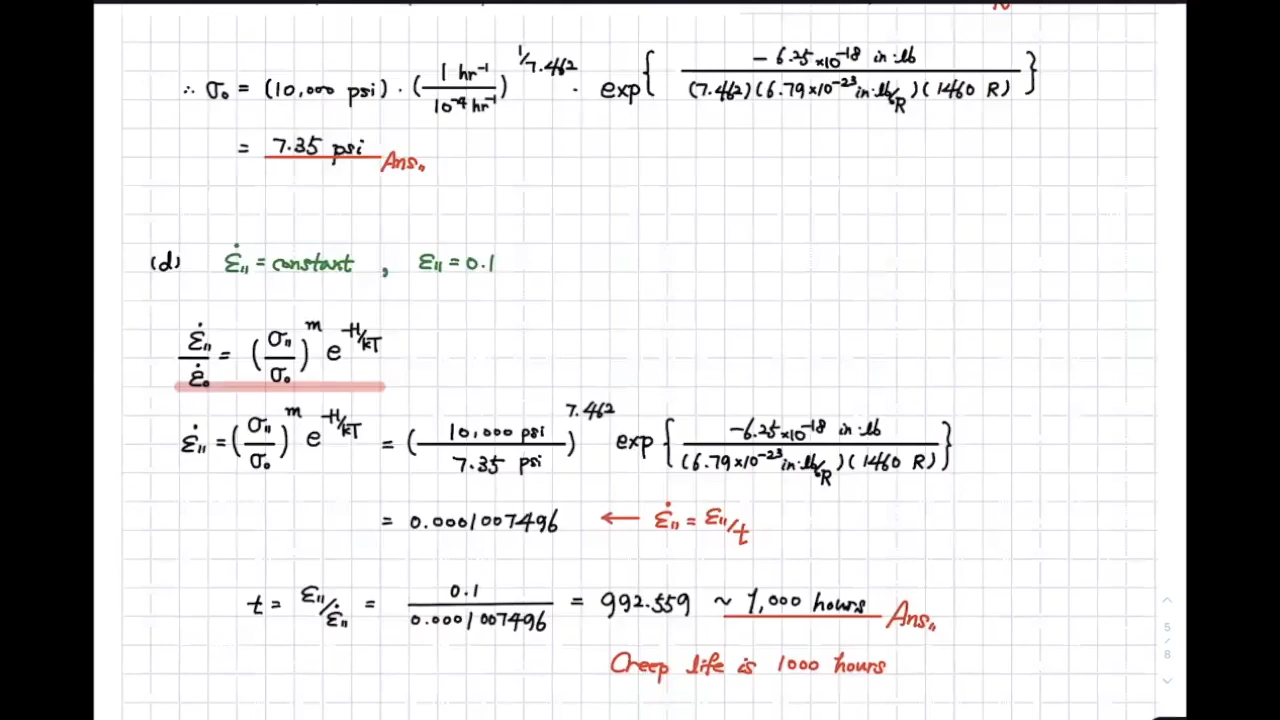 ∴ σ₀ = (10,000 psi) · (1 hr⁻¹ / 10⁻⁴ hr⁻¹)^(1/7.462) · exp{ −6.25×10⁻¹⁸ in·lb / (7.462)(6.79×10⁻²³ in·lb/R)(1460 R) }
= 7.35 psi Ans.
(d) ε̇₁₁ = constant , ε₁₁ = 0.1
ε̇₁₁/ε̇₀ = (σ₁₁/σ₀)^m e^(−H/kT)
ε̇₁₁ = (σ₁₁/σ₀)^m e^(−H/kT) = (10,000 psi / 7.35 psi)^7.462 exp{ −6.25×10⁻¹⁸ in·lb / (6.79×10⁻²³ in·lb/R)(1460 R) }
= 0.0001007496 ← ε̇₁₁ = ε₁₁/t
t = ε₁₁/ε̇₁₁ = 0.1 / 0.0001007496 = 992.559 ~ 1,000 hours Ans.
Creep life is 1000 hours
5
/
8